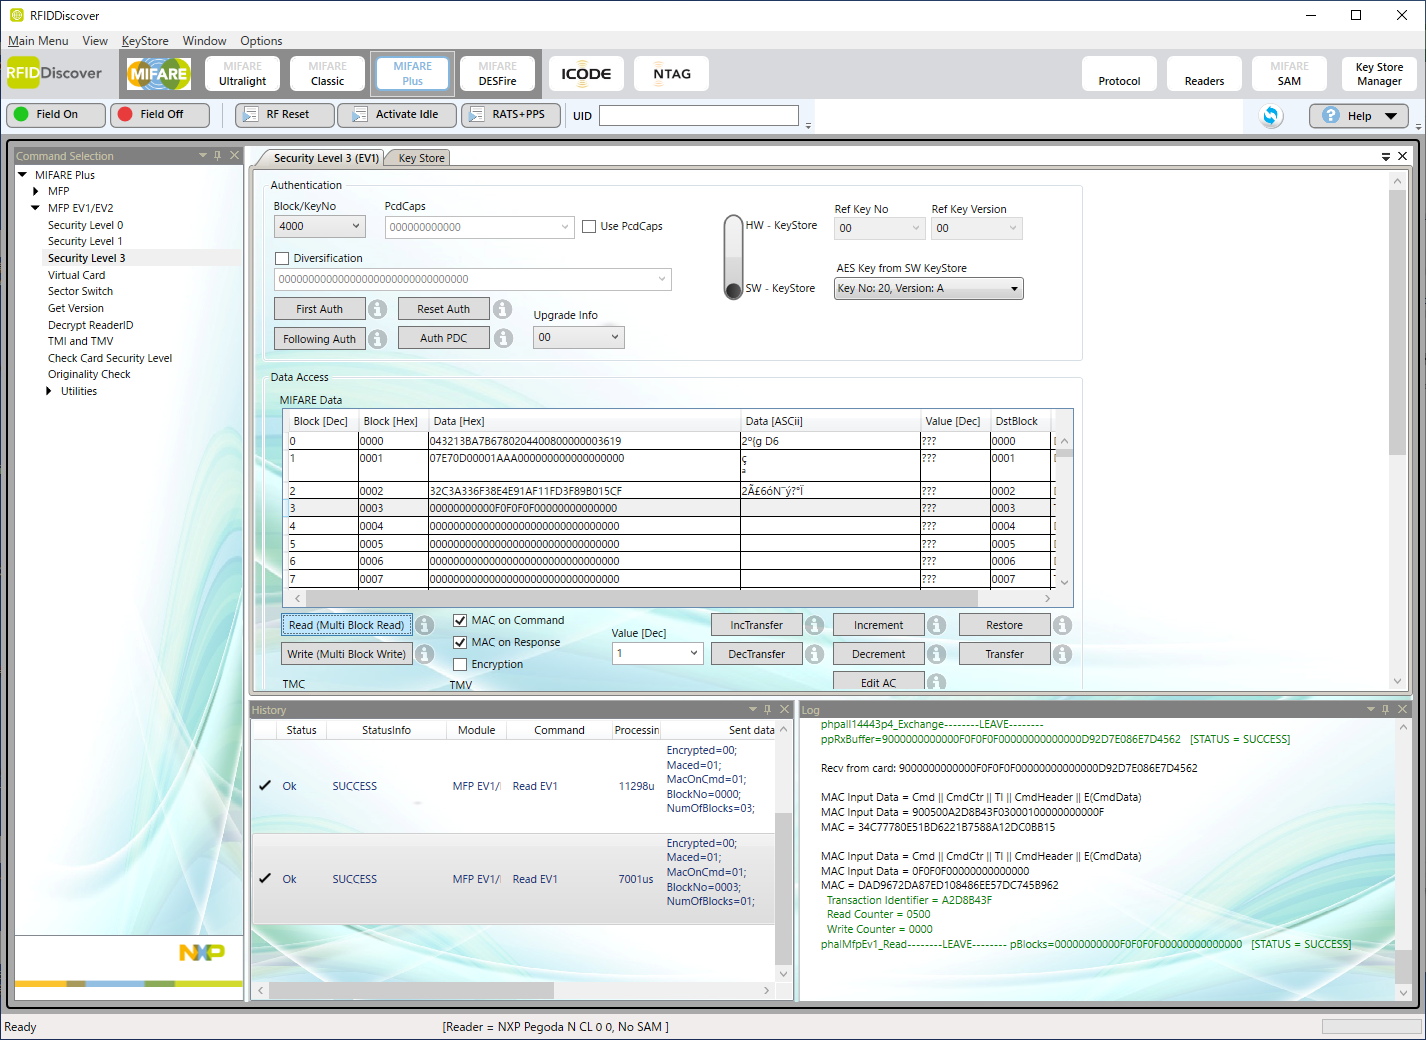 RFIDDiscover
Main Menu View KeyStore Window Options
RFIDDiscover MIFARE MIFARE Ultralight MIFARE Classic MIFARE Plus MIFARE DESFire ICODE NTAG Protocol Readers MIFARE SAM Key Store Manager
Field On Field Off RF Reset Activate Idle RATS+PPS UID Help
Command Selection
MIFARE Plus
MFP
MFP EV1/EV2
Security Level 0
Security Level 1
Security Level 3
Virtual Card
Sector Switch
Get Version
Decrypt ReaderID
TMI and TMV
Check Card Security Level
Originality Check
Utilities
NXP
Security Level 3 (EV1) Key Store
Authentication
Block/KeyNo PcdCaps
4000 000000000000 Use PcdCaps
HW - KeyStore
Ref Key No Ref Key Version
00 00
Diversification
00000000000000000000000000000000
SW - KeyStore
AES Key from SW KeyStore
Key No: 20, Version: A
First Auth Reset Auth
Following Auth Auth PDC
Upgrade Info
00
Data Access
MIFARE Data
Block [Dec] Block [Hex] Data [Hex] Data [ASCii] Value [Dec] DstBlock
0 0000 043213BA7B6780204400800000003619 2º{g D6 ??? 0000
1 0001 07E70D00001AAA000000000000000000 ç ª ??? 0001
2 0002 32C3A336F38E4E91AF11FD3F89B015CF 2Ã£6óN¯ý?°Ï ??? 0002
3 0003 00000000000F0F0F0F00000000000000 ??? 0003
4 0004 00000000000000000000000000000000 ??? 0004
5 0005 00000000000000000000000000000000 ??? 0005
6 0006 00000000000000000000000000000000 ??? 0006
7 0007 00000000000000000000000000000000 ??? 0007
Read (Multi Block Read) MAC on Command
Write (Multi Block Write) MAC on Response
Encryption
Value [Dec]
1
IncTransfer Increment Restore
DecTransfer Decrement Transfer
Edit AC
TMC TMV
History
Status StatusInfo Module Command Processin Sent data
Ok SUCCESS MFP EV1/ Read EV1 11298u
Encrypted=00;
Maced=01;
MacOnCmd=01;
BlockNo=0000;
NumOfBlocks=03;
Ok SUCCESS MFP EV1/ Read EV1 7001us
Encrypted=00;
Maced=01;
MacOnCmd=01;
BlockNo=0003;
NumOfBlocks=01;
Log
phpalI14443p4_Exchange--------LEAVE--------
ppRxBuffer=9000000000000F0F0F0F00000000000000D92D7E086E7D4562 [STATUS = SUCCESS]
Recv from card: 9000000000000F0F0F0F00000000000000D92D7E086E7D4562
MAC Input Data = Cmd || CmdCtr || TI || CmdHeader || E(CmdData)
MAC Input Data = 900500A2D8B43F03000100000000000F
MAC = 34C77780E51BD6221B7588A12DC0BB15
MAC Input Data = Cmd || CmdCtr || TI || CmdHeader || E(CmdData)
MAC Input Data = 0F0F0F00000000000000
MAC = DAD9672DA87ED108486EE57DC745B962
Transaction Identifier = A2D8B43F
Read Counter = 0500
Write Counter = 0000
phalMfpEv1_Read--------LEAVE-------- pBlocks=00000000000F0F0F0F00000000000000 [STATUS = SUCCESS]
Ready [Reader = NXP Pegoda N CL 0 0, No SAM ]